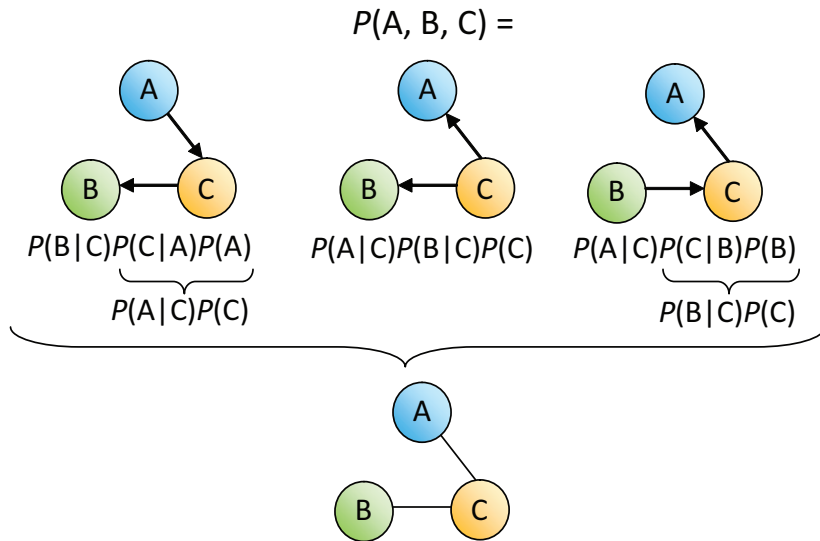 P(A, B, C) =
A
A
A
B
C
B
C
B
C
P(B|C)P(C|A)P(A)
P(A|C)P(B|C)P(C)
P(A|C)P(C|B)P(B)
P(A|C)P(C)
P(B|C)P(C)
A
B
C